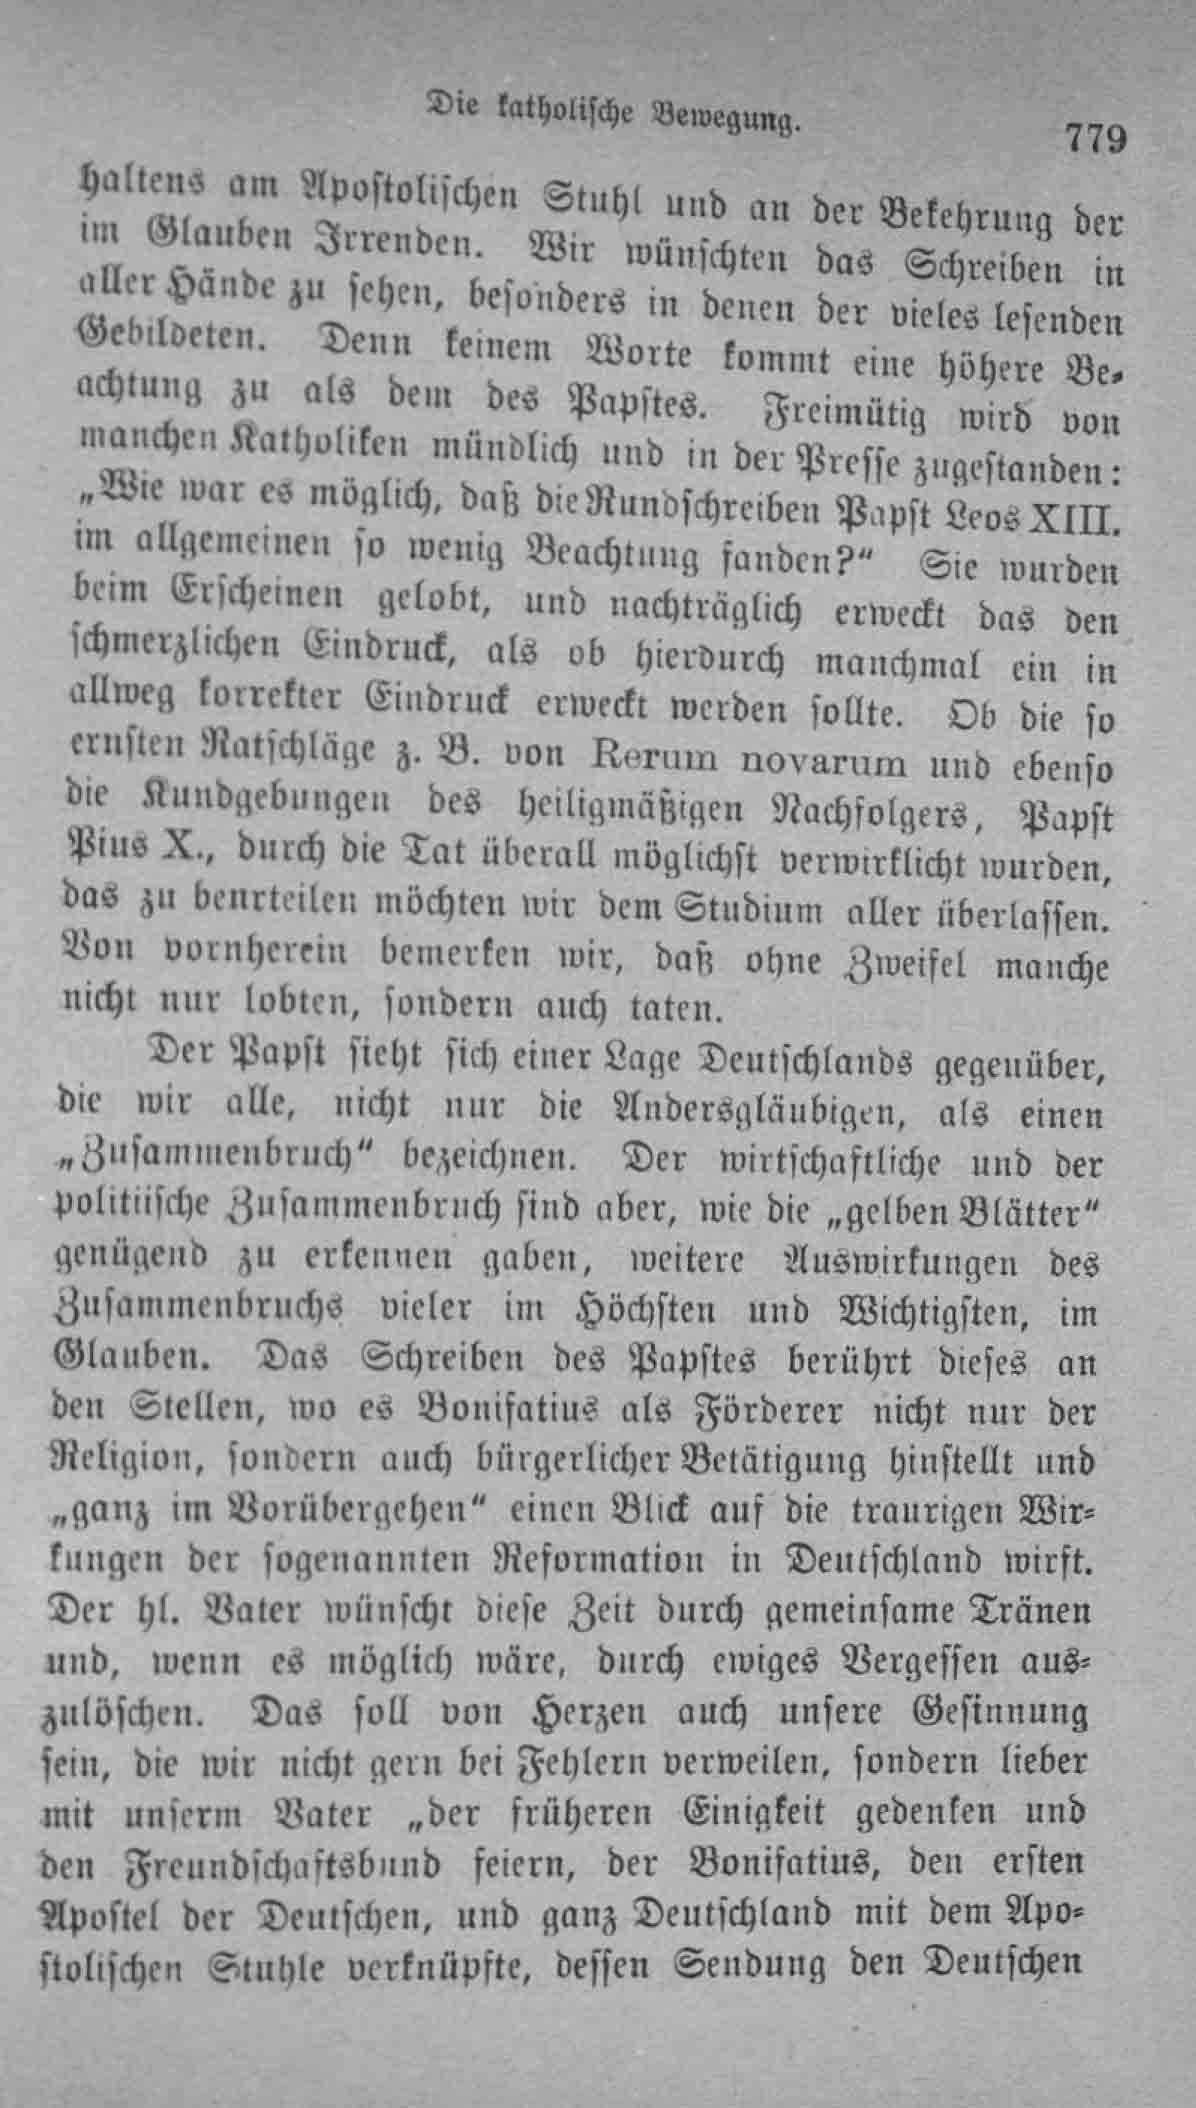 Die katholische Bewegung.
779
haltens am Apostolischen Stuhl und an der Bekehrung der
im Glauben Irrenden. Wir wünschten das Schreiben in
aller Hände zu sehen, besonders in denen der vieles lesenden
Gebildeten. Denn keinem Worte kommt eine höhere Be-
achtung zu als dem des Papstes. Freimütig wird von
manchen Katholiken mündlich und in der Presse zugestanden:
„Wie war es möglich, daß die Rundschreiben Papst Leos XIII.
im allgemeinen so wenig Beachtung fanden?“ Sie wurden
beim Erscheinen gelobt, und nachträglich erweckt das den
schmerzlichen Eindruck, als ob hierdurch manchmal ein in
allweg korrekter Eindruck erweckt werden sollte. Ob die so
ernsten Ratschläge z. B. von Rerum novarum und ebenso
die Kundgebungen des heiligmäßigen Nachfolgers, Papst
Pius X., durch die Tat überall möglichst verwirklicht wurden,
das zu beurteilen möchten wir dem Studium aller überlassen.
Von vornherein bemerken wir, daß ohne Zweifel manche
nicht nur lobten, sondern auch taten.
Der Papst sieht sich einer Lage Deutschlands gegenüber,
die wir alle, nicht nur die Andersgläubigen, als einen
„Zusammenbruch“ bezeichnen. Der wirtschaftliche und der
politiische Zusammenbruch sind aber, wie die „gelben Blätter“
genügend zu erkennen gaben, weitere Auswirkungen des
Zusammenbruchs vieler im Höchsten und Wichtigsten, im
Glauben. Das Schreiben des Papstes berührt dieses an
den Stellen, wo es Bonifatius als Förderer nicht nur der
Religion, sondern auch bürgerlicher Betätigung hinstellt und
„ganz im Vorübergehen“ einen Blick auf die traurigen Wir-
kungen der sogenannten Reformation in Deutschland wirft.
Der hl. Vater wünscht diese Zeit durch gemeinsame Tränen
und, wenn es möglich wäre, durch ewiges Vergessen aus-
zulöschen. Das soll von Herzen auch unsere Gesinnung
sein, die wir nicht gern bei Fehlern verweilen, sondern lieber
mit unserm Vater „der früheren Einigkeit gedenken und
den Freundschaftsbund feiern, der Bonifatius, den ersten
Apostel der Deutschen, und ganz Deutschland mit dem Apo-
stolischen Stuhle verknüpfte, dessen Sendung den Deutschen